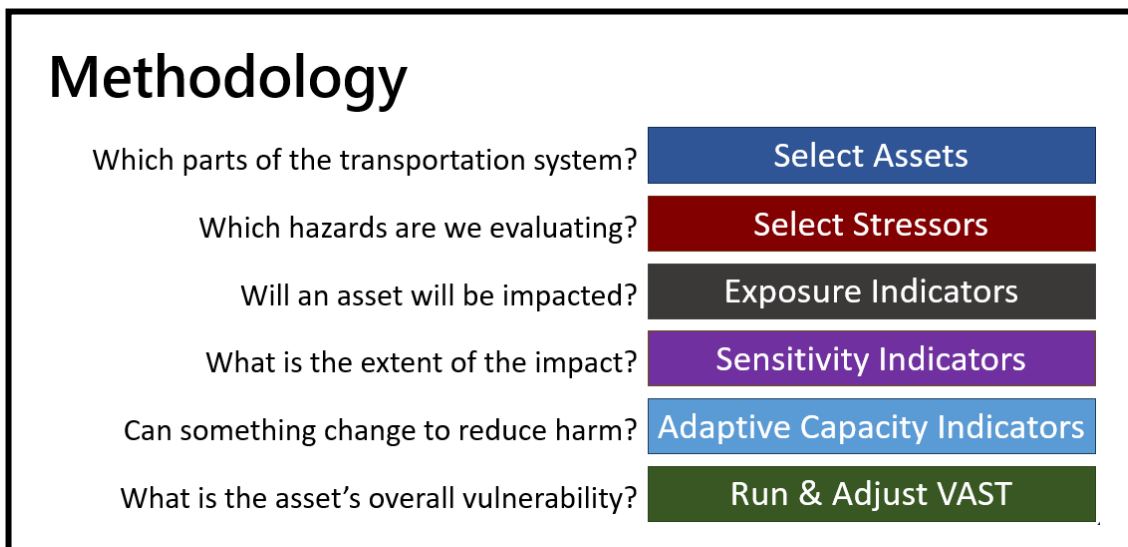 Methodology
Which parts of the transportation system? Select Assets
Which hazards are we evaluating? Select Stressors
Will an asset will be impacted? Exposure Indicators
What is the extent of the impact? Sensitivity Indicators
Can something change to reduce harm? Adaptive Capacity Indicators
What is the asset’s overall vulnerability? Run & Adjust VAST